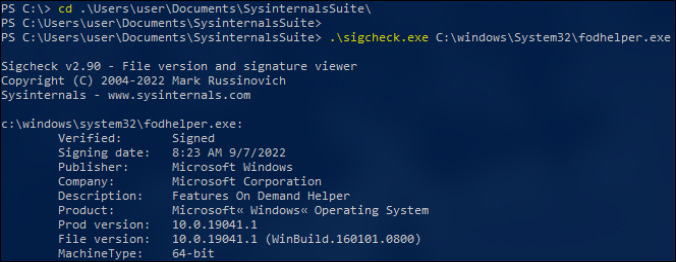 PS C:\> cd .\Users\user\Documents\SysinternalsSuite\
PS C:\Users\user\Documents\SysinternalsSuite>
PS C:\Users\user\Documents\SysinternalsSuite> .\sigcheck.exe C:\windows\System32\fodhelper.exe
Sigcheck v2.90 - File version and signature viewer
Copyright (C) 2004-2022 Mark Russinovich
Sysinternals - www.sysinternals.com
c:\windows\system32\fodhelper.exe:
Verified: Signed
Signing date: 8:23 AM 9/7/2022
Publisher: Microsoft Windows
Company: Microsoft Corporation
Description: Features On Demand Helper
Product: Microsoft« Windows« Operating System
Prod version: 10.0.19041.1
File version: 10.0.19041.1 (WinBuild.160101.0800)
MachineType: 64-bit